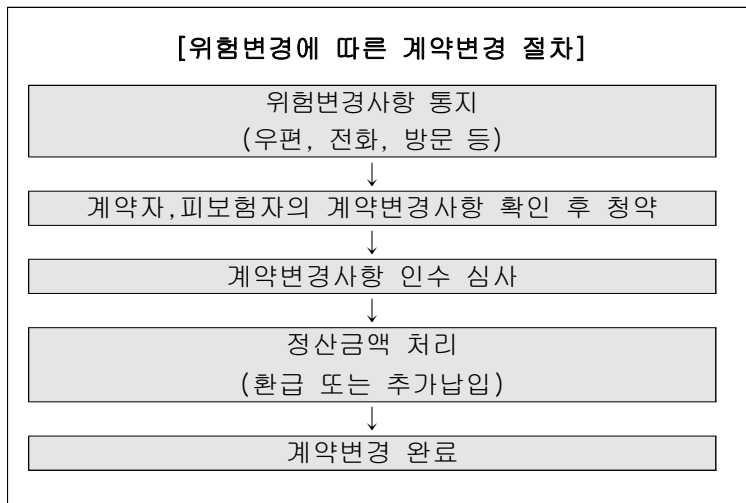 [위험변경에 따른 계약변경 절차]
위험변경사항 통지
(우편, 전화, 방문 등)
↓
계약자,피보험자의 계약변경사항 확인 후 청약
↓
계약변경사항 인수 심사
↓
정산금액 처리
(환급 또는 추가납입)
↓
계약변경 완료